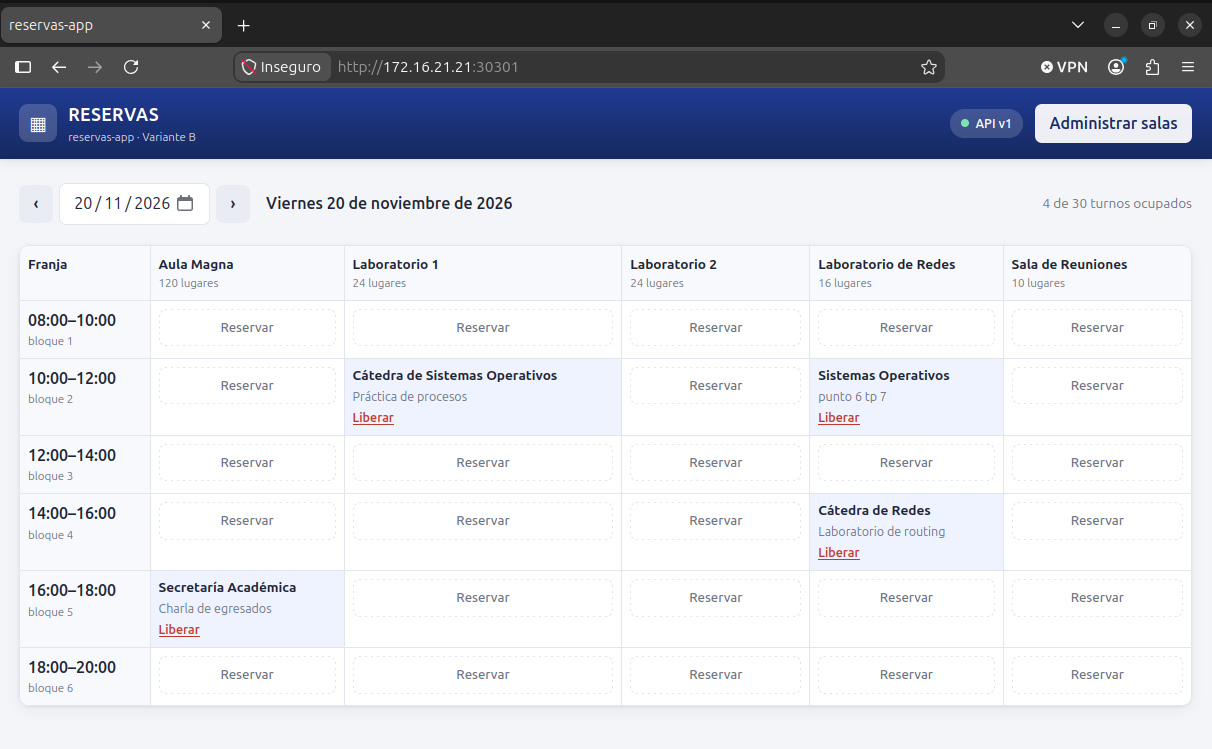 reservas-app
Inseguro http://172.16.21.21:30301 VPN
RESERVAS
reservas-app · Variante B
API v1
Administrar salas
20/11/2026
Viernes 20 de noviembre de 2026
4 de 30 turnos ocupados
Franja
Aula Magna
120 lugares
Laboratorio 1
24 lugares
Laboratorio 2
24 lugares
Laboratorio de Redes
16 lugares
Sala de Reuniones
10 lugares
08:00–10:00
bloque 1
Reservar
Reservar
Reservar
Reservar
Reservar
10:00–12:00
bloque 2
Reservar
Cátedra de Sistemas Operativos
Práctica de procesos
Liberar
Reservar
Sistemas Operativos
punto 6 tp 7
Liberar
Reservar
12:00–14:00
bloque 3
Reservar
Reservar
Reservar
Reservar
Reservar
14:00–16:00
bloque 4
Reservar
Reservar
Reservar
Cátedra de Redes
Laboratorio de routing
Liberar
Reservar
16:00–18:00
bloque 5
Secretaría Académica
Charla de egresados
Liberar
Reservar
Reservar
Reservar
Reservar
18:00–20:00
bloque 6
Reservar
Reservar
Reservar
Reservar
Reservar